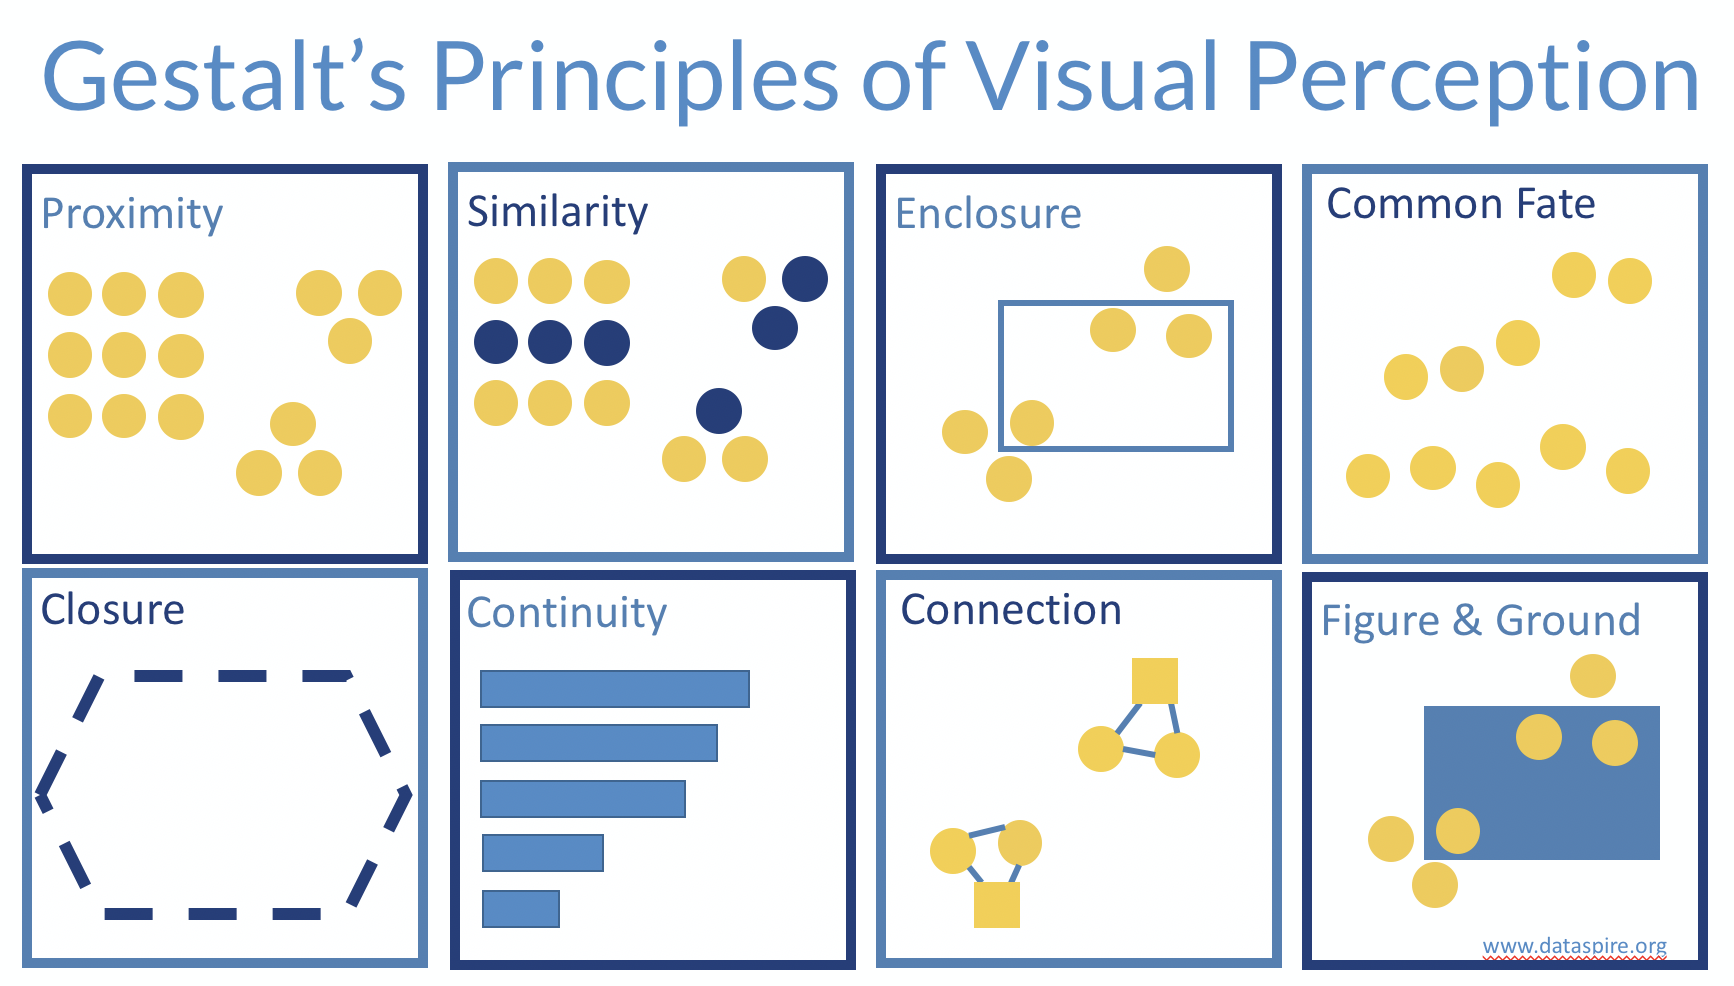 Gestalt’s Principles of Visual Perception
Proximity
Similarity
Enclosure
Common Fate
Closure
Continuity
Connection
Figure & Ground
www.dataspire.org